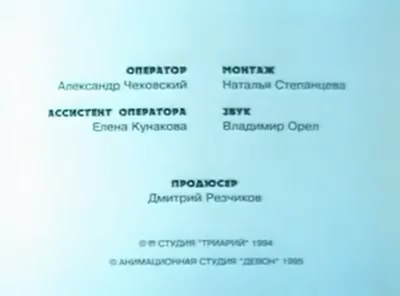 ОПЕРАТОР
Александр Чеховский
МОНТАЖ
Наталья Степанцева
АССИСТЕНТ ОПЕРАТОРА
Елена Кунакова
ЗВУК
Владимир Орел
ПРОДЮСЕР
Дмитрий Резчиков
© ℗ СТУДИЯ "ТРИАРИЙ" 1994
© АНИМАЦИОННАЯ СТУДИЯ "ДЕВОН" 1995